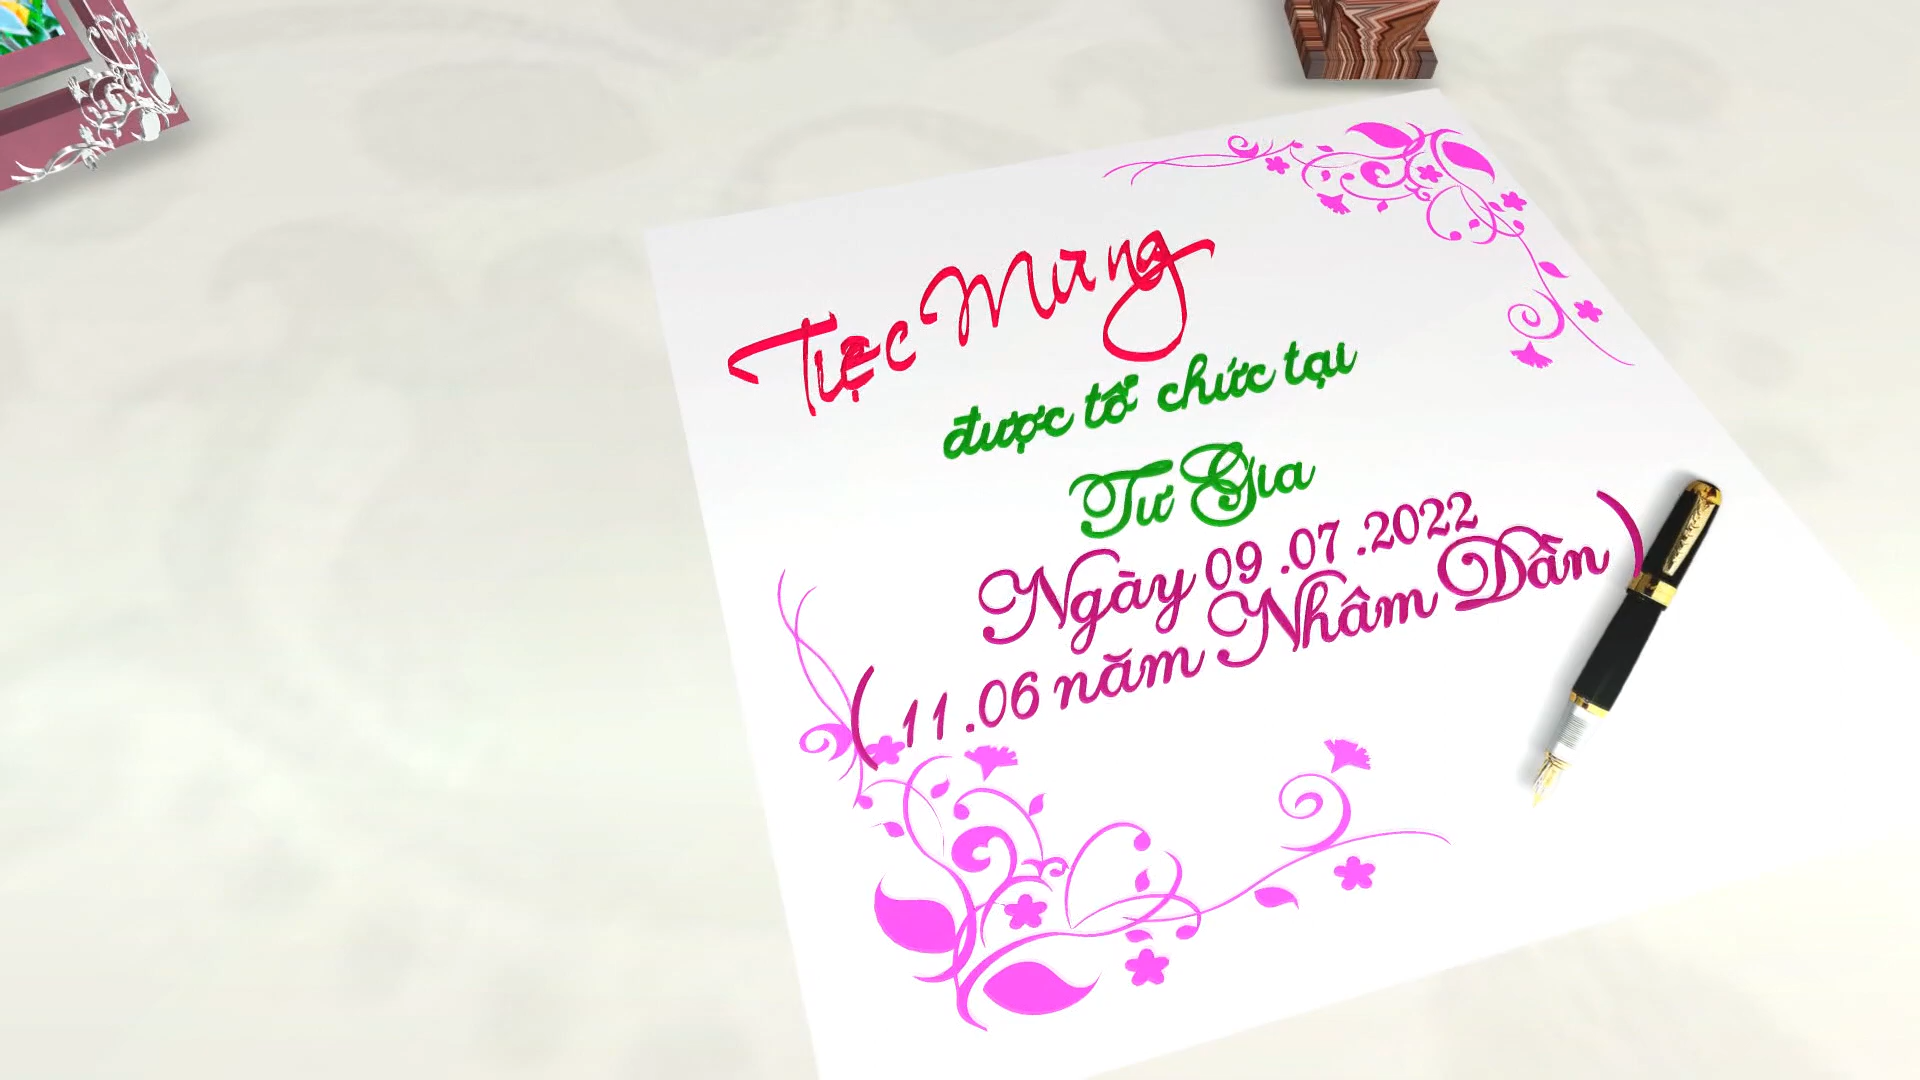 Tiệc Mừng
được tổ chức tại
Tư Gia
Ngày 09.07.2022
(11.06 năm Nhâm Dần)